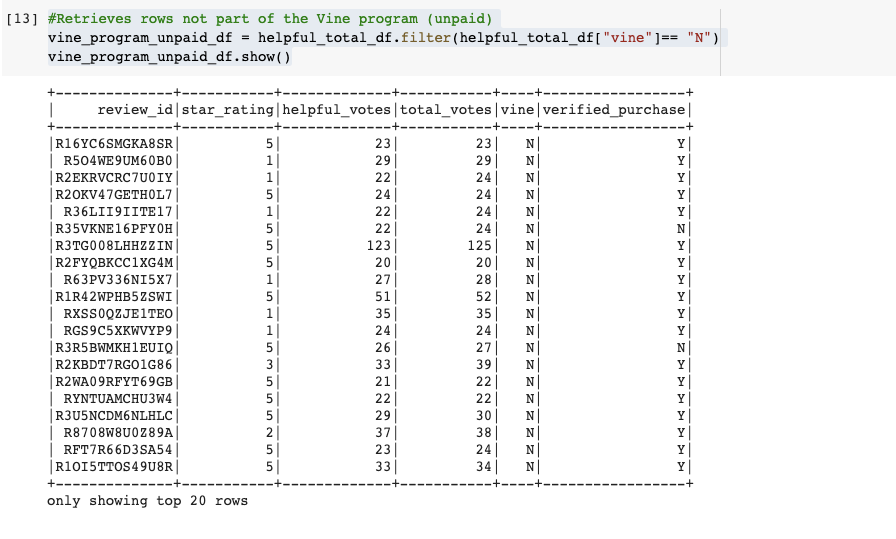 [13] #Retrieves rows not part of the Vine program (unpaid)
vine_program_unpaid_df = helpful_total_df.filter(helpful_total_df["vine"]== "N")
vine_program_unpaid_df.show()
+--------------+-----------+-------------+-----------+----+-----------------+
|     review_id|star_rating|helpful_votes|total_votes|vine|verified_purchase|
+--------------+-----------+-------------+-----------+----+-----------------+
|R16YC6SMGKA8SR|          5|           23|         23|   N|                Y|
| R5O4WE9UM60B0|          1|           29|         29|   N|                Y|
|R2EKRVCRC7U0IY|          1|           22|         24|   N|                Y|
|R2OKV47GETH0L7|          5|           24|         24|   N|                Y|
| R36LII9IITE17|          1|           22|         24|   N|                Y|
|R35VKNE16PFY0H|          5|           22|         24|   N|                N|
|R3TG008LHHZZIN|          5|          123|        125|   N|                Y|
|R2FYQBKCC1XG4M|          5|           20|         20|   N|                Y|
| R63PV336NI5X7|          1|           27|         28|   N|                Y|
|R1R42WPHB5ZSWI|          5|           51|         52|   N|                Y|
| RXSS0QZJE1TEO|          1|           35|         35|   N|                Y|
| RGS9C5XKWVYP9|          1|           24|         24|   N|                Y|
|R3R5BWMKH1EUIQ|          5|           26|         27|   N|                N|
|R2KBDT7RGO1G86|          3|           33|         39|   N|                Y|
|R2WA09RFYT69GB|          5|           21|         22|   N|                Y|
| RYNTUAMCHU3W4|          5|           22|         22|   N|                Y|
|R3U5NCDM6NLHLC|          5|           29|         30|   N|                Y|
| R8708W8U0Z89A|          2|           37|         38|   N|                Y|
| RFT7R66D3SA54|          5|           23|         24|   N|                Y|
|R1OI5TTOS49U8R|          5|           33|         34|   N|                Y|
+--------------+-----------+-------------+-----------+----+-----------------+
only showing top 20 rows